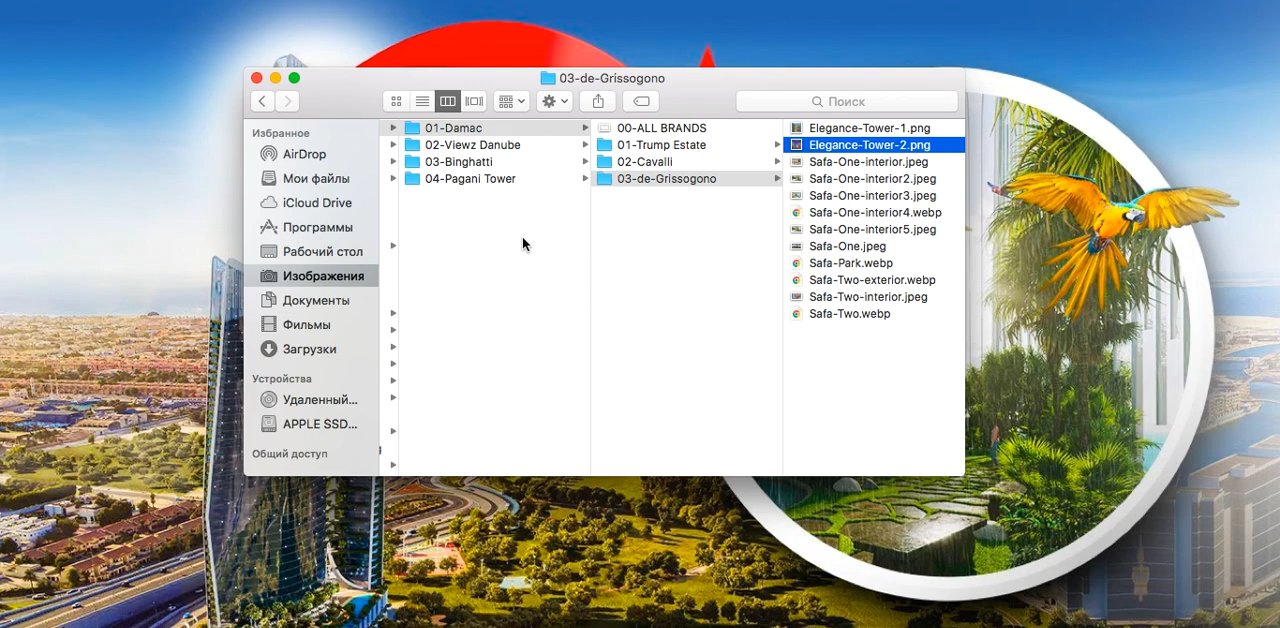 03-de-Grissogono
Поиск
Избранное
AirDrop
Мои файлы
iCloud Drive
Программы
Рабочий стол
Изображения
Документы
Фильмы
Загрузки
Устройства
Удаленный...
APPLE SSD...
Общий доступ
01-Damac
02-Viewz Danube
03-Binghatti
04-Pagani Tower
00-ALL BRANDS
01-Trump Estate
02-Cavalli
03-de-Grissogono
Elegance-Tower-1.png
Elegance-Tower-2.png
Safa-One-interior.jpeg
Safa-One-interior2.jpeg
Safa-One-interior3.jpeg
Safa-One-interior4.webp
Safa-One-interior5.jpeg
Safa-One.jpeg
Safa-Park.webp
Safa-Two-exterior.webp
Safa-Two-interior.jpeg
Safa-Two.webp